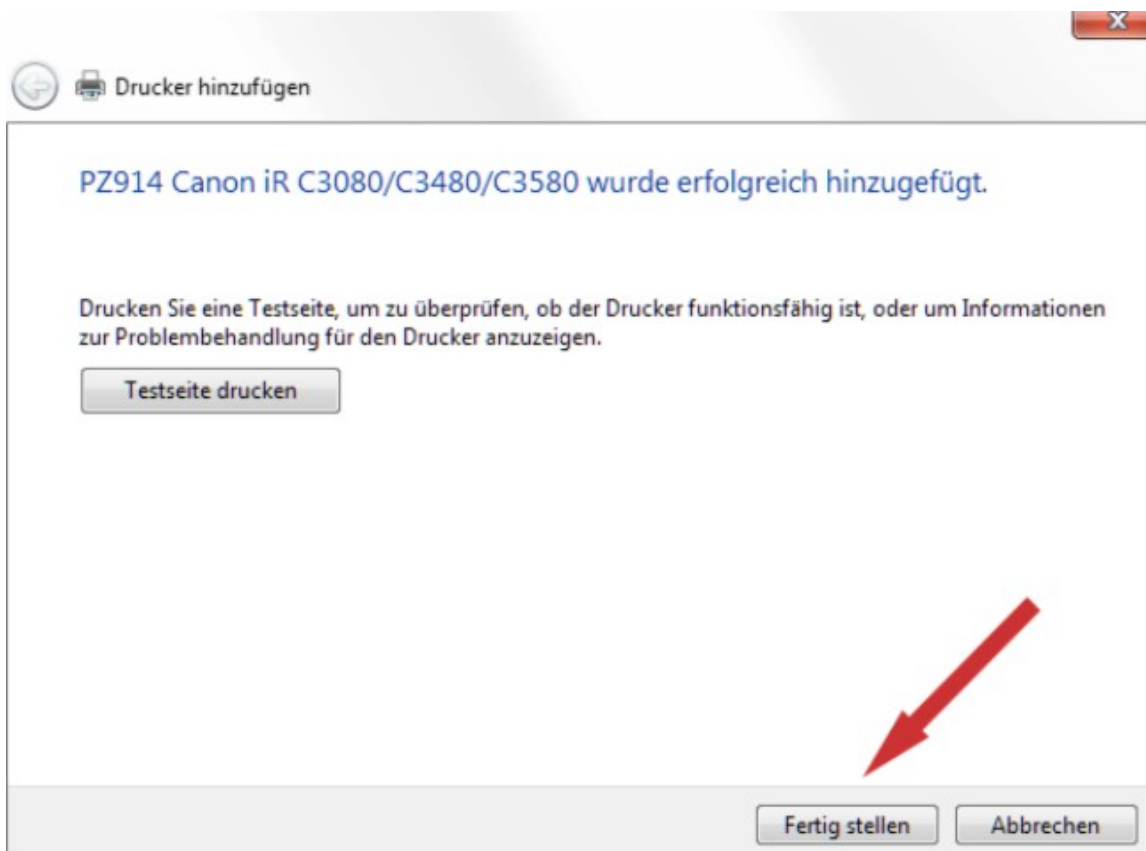 Drucker hinzufügen
PZ914 Canon iR C3080/C3480/C3580 wurde erfolgreich hinzugefügt.
Drucken Sie eine Testseite, um zu überprüfen, ob der Drucker funktionsfähig ist, oder um Informationen
zur Problembehandlung für den Drucker anzuzeigen.
Testseite drucken
Fertig stellen
Abbrechen